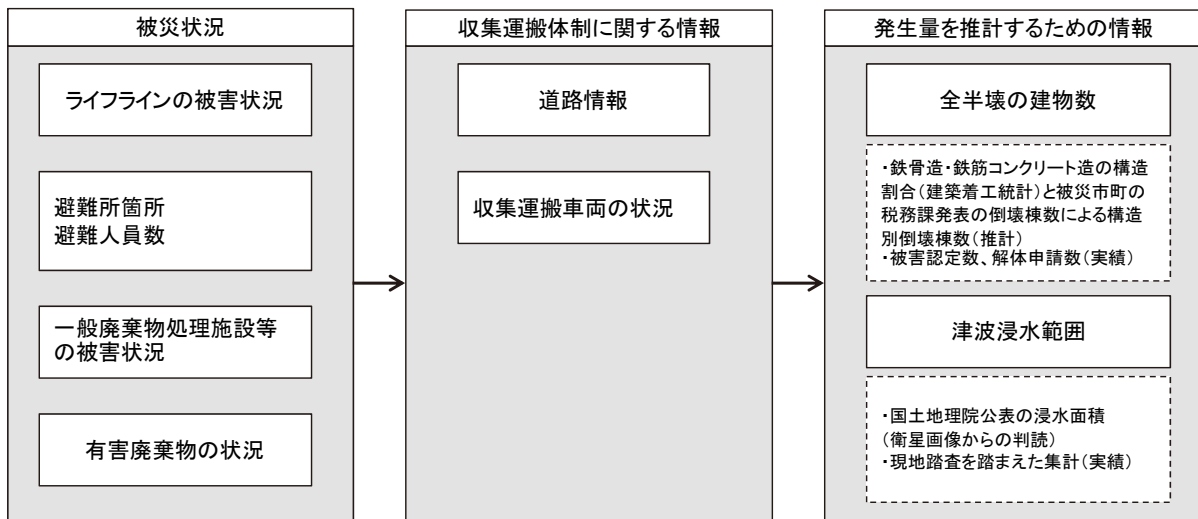 被災状況
ライフラインの被害状況
避難所箇所
避難人員数
一般廃棄物処理施設等
の被害状況
有害廃棄物の状況
収集運搬体制に関する情報
道路情報
収集運搬車両の状況
発生量を推計するための情報
全半壊の建物数
・鉄骨造・鉄筋コンクリート造の構造
割合(建築着工統計)と被災市町の
税務課発表の倒壊棟数による構造
別倒壊棟数(推計)
・被害認定数、解体申請数(実績)
津波浸水範囲
・国土地理院公表の浸水面積
(衛星画像からの判読)
・現地踏査を踏まえた集計(実績)